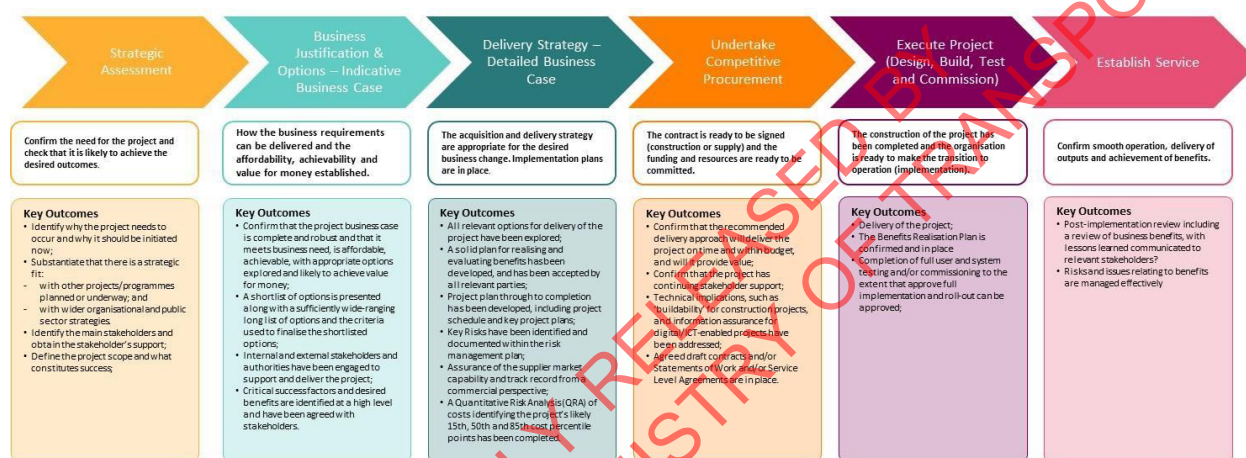 Strategic
Assessment
Business
Justification &
Options – Indicative
Business Case
Delivery Strategy –
Detailed Business
Case
Undertake
Competitive
Procurement
Execute Project
(Design, Build, Test
and Commission)
Establish Service
Confirm the need for the project and
check that it is likely to achieve the
desired outcomes.
How the business requirements
can be delivered and the
affordability, achievability and
value for money established.
The acquisition and delivery strategy
are appropriate for the desired
business change. Implementation plans
are in place.
The contract is ready to be signed
(construction or supply) and the
funding and resources are ready to be
committed.
The construction of the project has
been completed and the organisation
is ready to make the transition to
operation (implementation).
Confirm smooth operation, delivery of
outputs and achievement of benefits.
Key Outcomes
• Identify why the project needs to
occur and why it should be initiated
now;
• Substantiate that there is a strategic
fit:
- with other projects/programmes
planned or underway; and
- with wider organisational and public
sector strategies.
• Identify the main stakeholders and
obtain the stakeholder's support;
• Define the project scope and what
constitutes success;
Key Outcomes
• Confirm that the project business case
is complete and robust and that it
meets business need, is affordable,
achievable, with appropriate options
explored and likely to achieve value
for money;
• A shortlist of options is presented
along with a sufficiently wide-ranging
long list of options and the criteria
used to finalise the shortlisted
options;
• Internal and external stakeholders and
authorities have been engaged to
support and deliver the project;
• Critical success factors and desired
benefits are identified at a high level
and have been agreed with
stakeholders.
Key Outcomes
• All relevant options for delivery of the
project have been explored;
• A solid plan for realising and
evaluating benefits has been
developed, and has been accepted by
all relevant parties;
• Project plan through to completion
has been developed, including project
schedule and key project plans;
• Key Risks have been identified and
documented within the risk
management plan;
• Assurance of the supplier market
capability and track record from a
commercial perspective;
• A Quantitative Risk Analysis (QRA) of
costs identifying the project's likely
15th, 50th and 85th cost percentile
points has been completed.
Key Outcomes
• Confirm that the recommended
delivery approach will deliver the
project on time and within budget,
and will it provide value;
• Confirm that the project has
continuing stakeholder support;
• Technical implications, such as
'buildability' for construction projects,
and information assurance for
digital/ICT-enabled projects have
been addressed;
• Agreed draft contracts and/or
Statements of Work and/or Service
Level Agreements are in place.
Key Outcomes
• Delivery of the project;
• The Benefits Realisation Plan is
confirmed and in place
• Completion of full user and system
testing and/or commissioning to the
extent that approve full
implementation and roll-out can be
approved;
Key Outcomes
• Post-implementation review including
a review of business benefits, with
lessons learned communicated to
relevant stakeholders?
• Risks and issues relating to benefits
are managed effectively
LY RELEASED BY
ISTRY OF TRANSPO